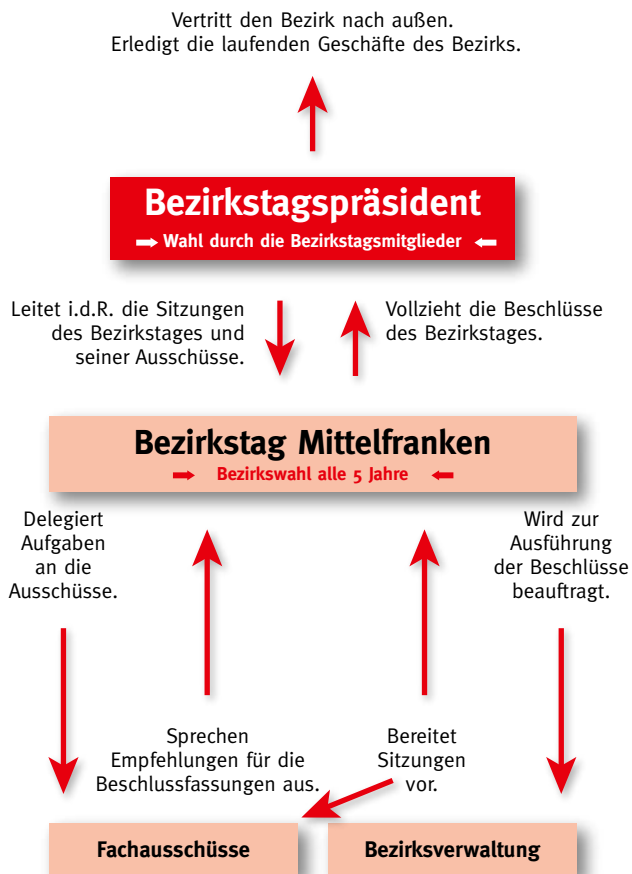 Vertritt den Bezirk nach außen.
Erledigt die laufenden Geschäfte des Bezirks.
Bezirkstagspräsident
Wahl durch die Bezirkstagsmitglieder
Leitet i.d.R. die Sitzungen
des Bezirkstages und
seiner Ausschüsse.
Vollzieht die Beschlüsse
des Bezirkstages.
Bezirkstag Mittelfranken
Bezirkswahl alle 5 Jahre
Delegiert
Aufgaben
an die
Ausschüsse.
Wird zur
Ausführung
der Beschlüsse
beauftragt.
Sprechen
Empfehlungen für die
Beschlussfassungen aus.
Bereitet
Sitzungen
vor.
Fachausschüsse
Bezirksverwaltung